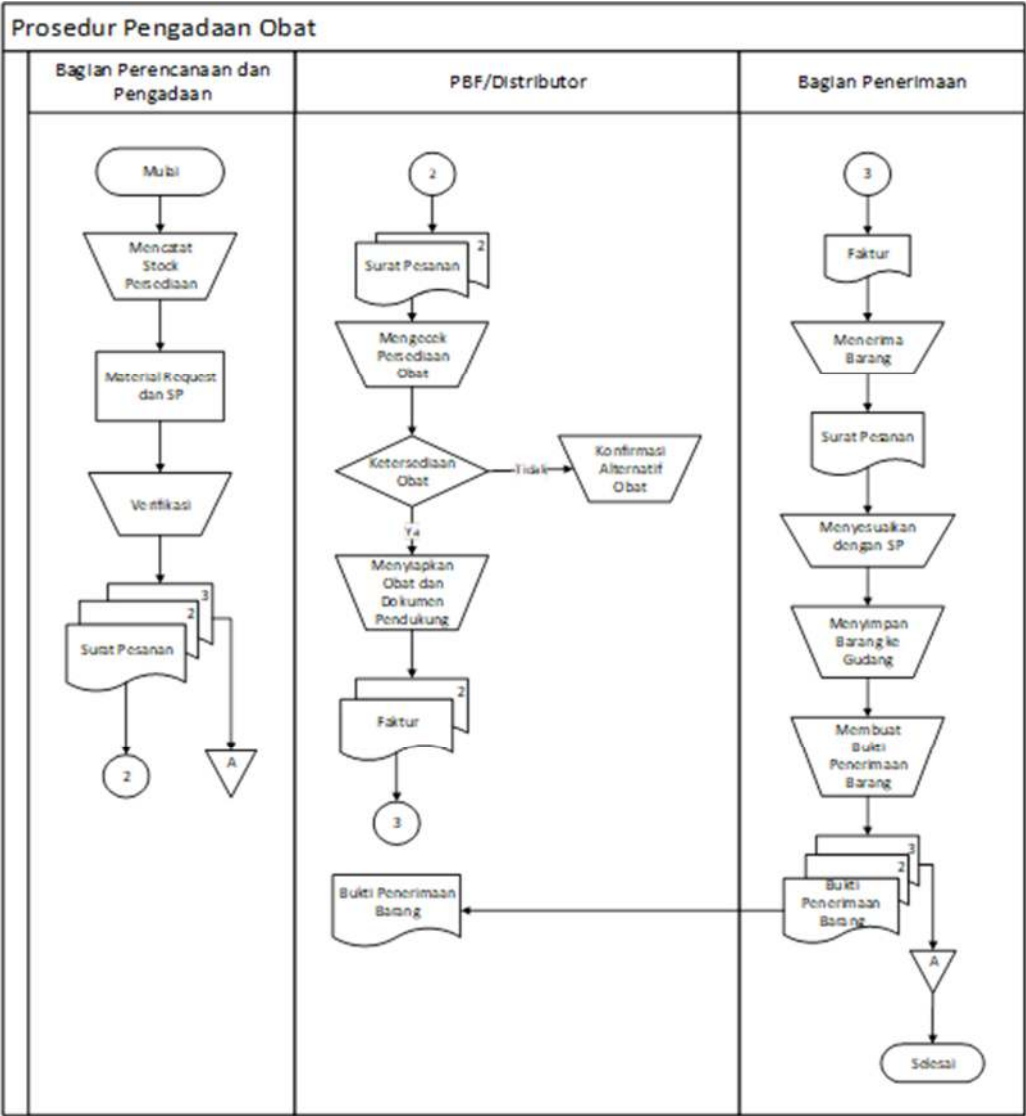 Prosedur Pengadaan Obat
Bagian Perencanaan dan
Pengadaan
PBF/Distributor
Bagian Penerimaan
Mulai
Mencatat
Stock
Persediaan
Material Request
dan SP
Verifikasi
3
2
Surat Pesanan
2
A
2
2
Surat Pesanan
Mengecek
Persediaan
Obat
Ketersediaan
Obat
Tidak
Konfirmasi
Alternatif
Obat
Ya
Menyiapkan
Obat dan
Dokumen
Pendukung
2
Faktur
3
Bukti Penerimaan
Barang
3
Faktur
Menerima
Barang
Surat Pesanan
Menyesuaikan
dengan SP
Menyimpan
Barang ke
Gudang
Membuat
Bukti
Penerimaan
Barang
3
2
Bukti
Penerimaan
Barang
A
Selesai